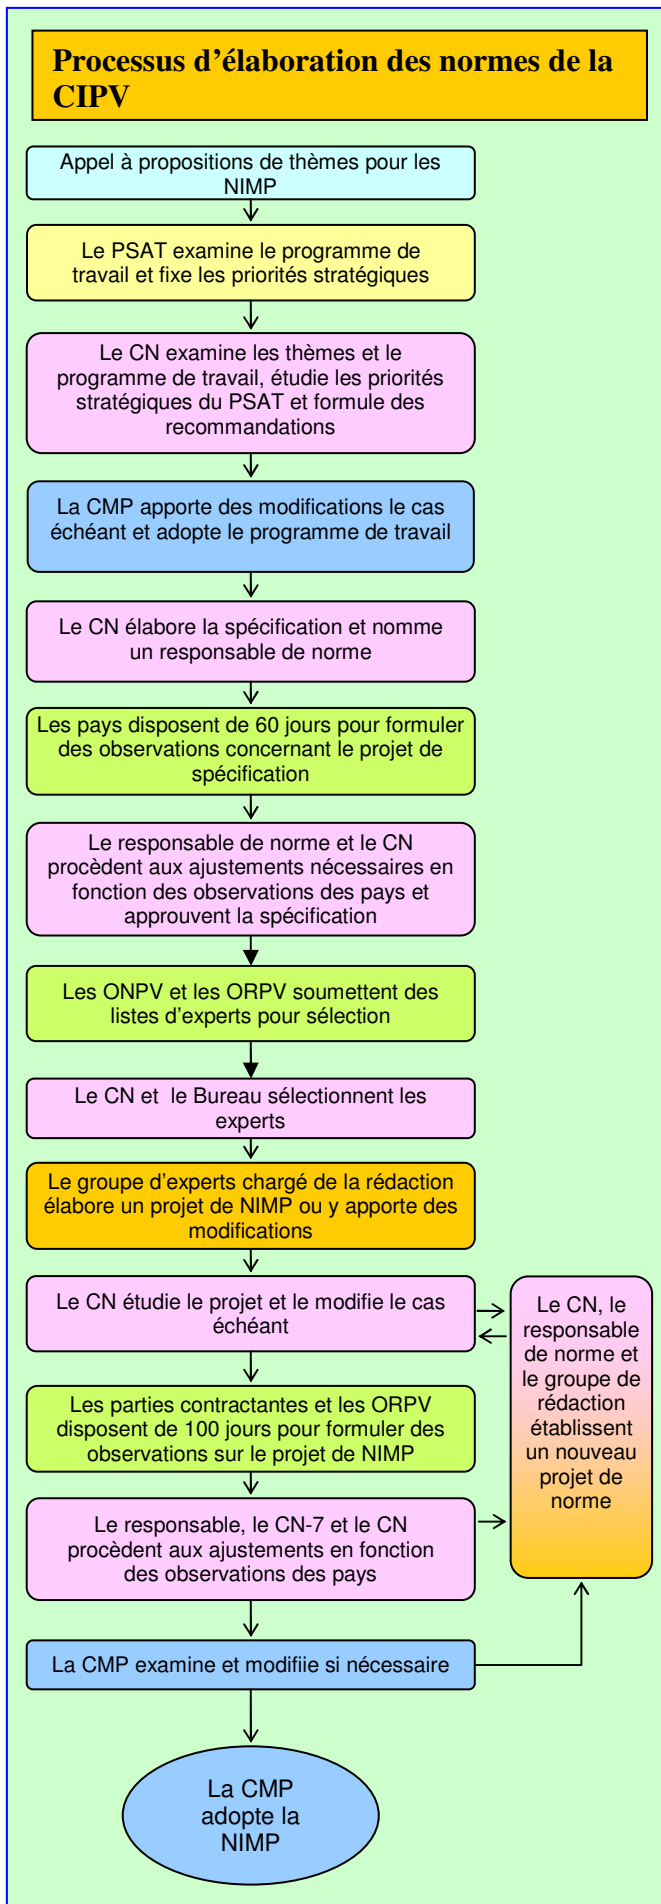 Processus d'élaboration des normes de la
CIPV
Appel à propositions de thèmes pour les
NIMP
Le PSAT examine le programme de
travail et fixe les priorités stratégiques
Le CN examine les thèmes et le
programme de travail, étudie les priorités
stratégiques du PSAT et formule des
recommandations
La CMP apporte des modifications le cas
échéant et adopte le programme de travail
Le CN élabore la spécification et nomme
un responsable de norme
Les pays disposent de 60 jours pour formuler
des observations concernant le projet de
spécification
Le responsable de norme et le CN
procèdent aux ajustements nécessaires en
fonction des observations des pays et
approuvent la spécification
Les ONPV et les ORPV soumettent des
listes d'experts pour sélection
Le CN et  le Bureau sélectionnent les
experts
Le groupe d'experts chargé de la rédaction
élabore un projet de NIMP ou y apporte des
modifications
Le CN étudie le projet et le modifie le cas
échéant
Les parties contractantes et les ORPV
disposent de 100 jours pour formuler des
observations sur le projet de NIMP
Le responsable, le CN-7 et le CN
procèdent aux ajustements en fonction
des observations des pays
La CMP examine et modifiie si nécessaire
La CMP
adopte la
NIMP
Le CN, le
responsable
de norme et
le groupe de
rédaction
établissent
un nouveau
projet de
norme